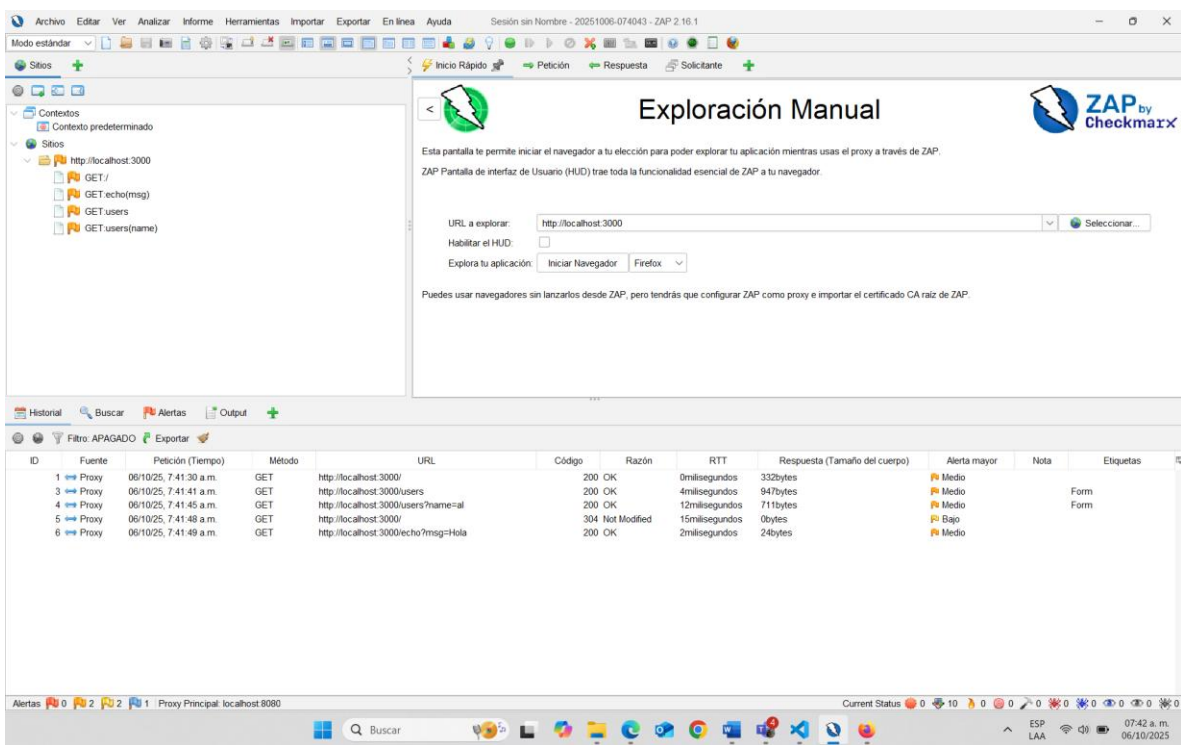 Archivo Editar Ver Analizar Informe Herramientas Importar Exportar En línea Ayuda Sesión sin Nombre - 20251006-074043 - ZAP 2.16.1
Modo estándar
Sitios
Inicio Rápido Petición Respuesta Solicitante
Contextos
Contexto predeterminado
Sitios
http://localhost:3000
GET:/
GET:echo(msg)
GET:users
GET:users(name)
<
Exploración Manual
ZAP by
Checkmarx
Esta pantalla te permite iniciar el navegador a tu elección para poder explorar tu aplicación mientras usas el proxy a través de ZAP.
ZAP Pantalla de interfaz de Usuario (HUD) trae toda la funcionalidad esencial de ZAP a tu navegador.
URL a explorar: http://localhost:3000 Seleccionar...
Habilitar el HUD:
Explora tu aplicación: Iniciar Navegador Firefox
Puedes usar navegadores sin lanzarlos desde ZAP, pero tendrás que configurar ZAP como proxy e importar el certificado CA raíz de ZAP.
Historial Buscar Alertas Output
Filtro: APAGADO Exportar
ID Fuente Petición (Tiempo) Método URL Código Razón RTT Respuesta (Tamaño del cuerpo) Alerta mayor Nota Etiquetas
1 Proxy 06/10/25, 7:41:30 a.m. GET http://localhost:3000/ 200 OK 0milisegundos 332bytes Medio
3 Proxy 06/10/25, 7:41:41 a.m. GET http://localhost:3000/users 200 OK 4milisegundos 947bytes Medio Form
4 Proxy 06/10/25, 7:41:45 a.m. GET http://localhost:3000/users?name=al 200 OK 12milisegundos 711bytes Medio Form
5 Proxy 06/10/25, 7:41:48 a.m. GET http://localhost:3000/ 304 Not Modified 15milisegundos 0bytes Bajo
6 Proxy 06/10/25, 7:41:49 a.m. GET http://localhost:3000/echo?msg=Hola 200 OK 2milisegundos 24bytes Medio
Alertas 0 2 2 1 Proxy Principal: localhost:8080 Current Status 0 10 0 0 0 0 0 0 0 0
Buscar
ESP
LAA
07:42 a. m.
06/10/2025